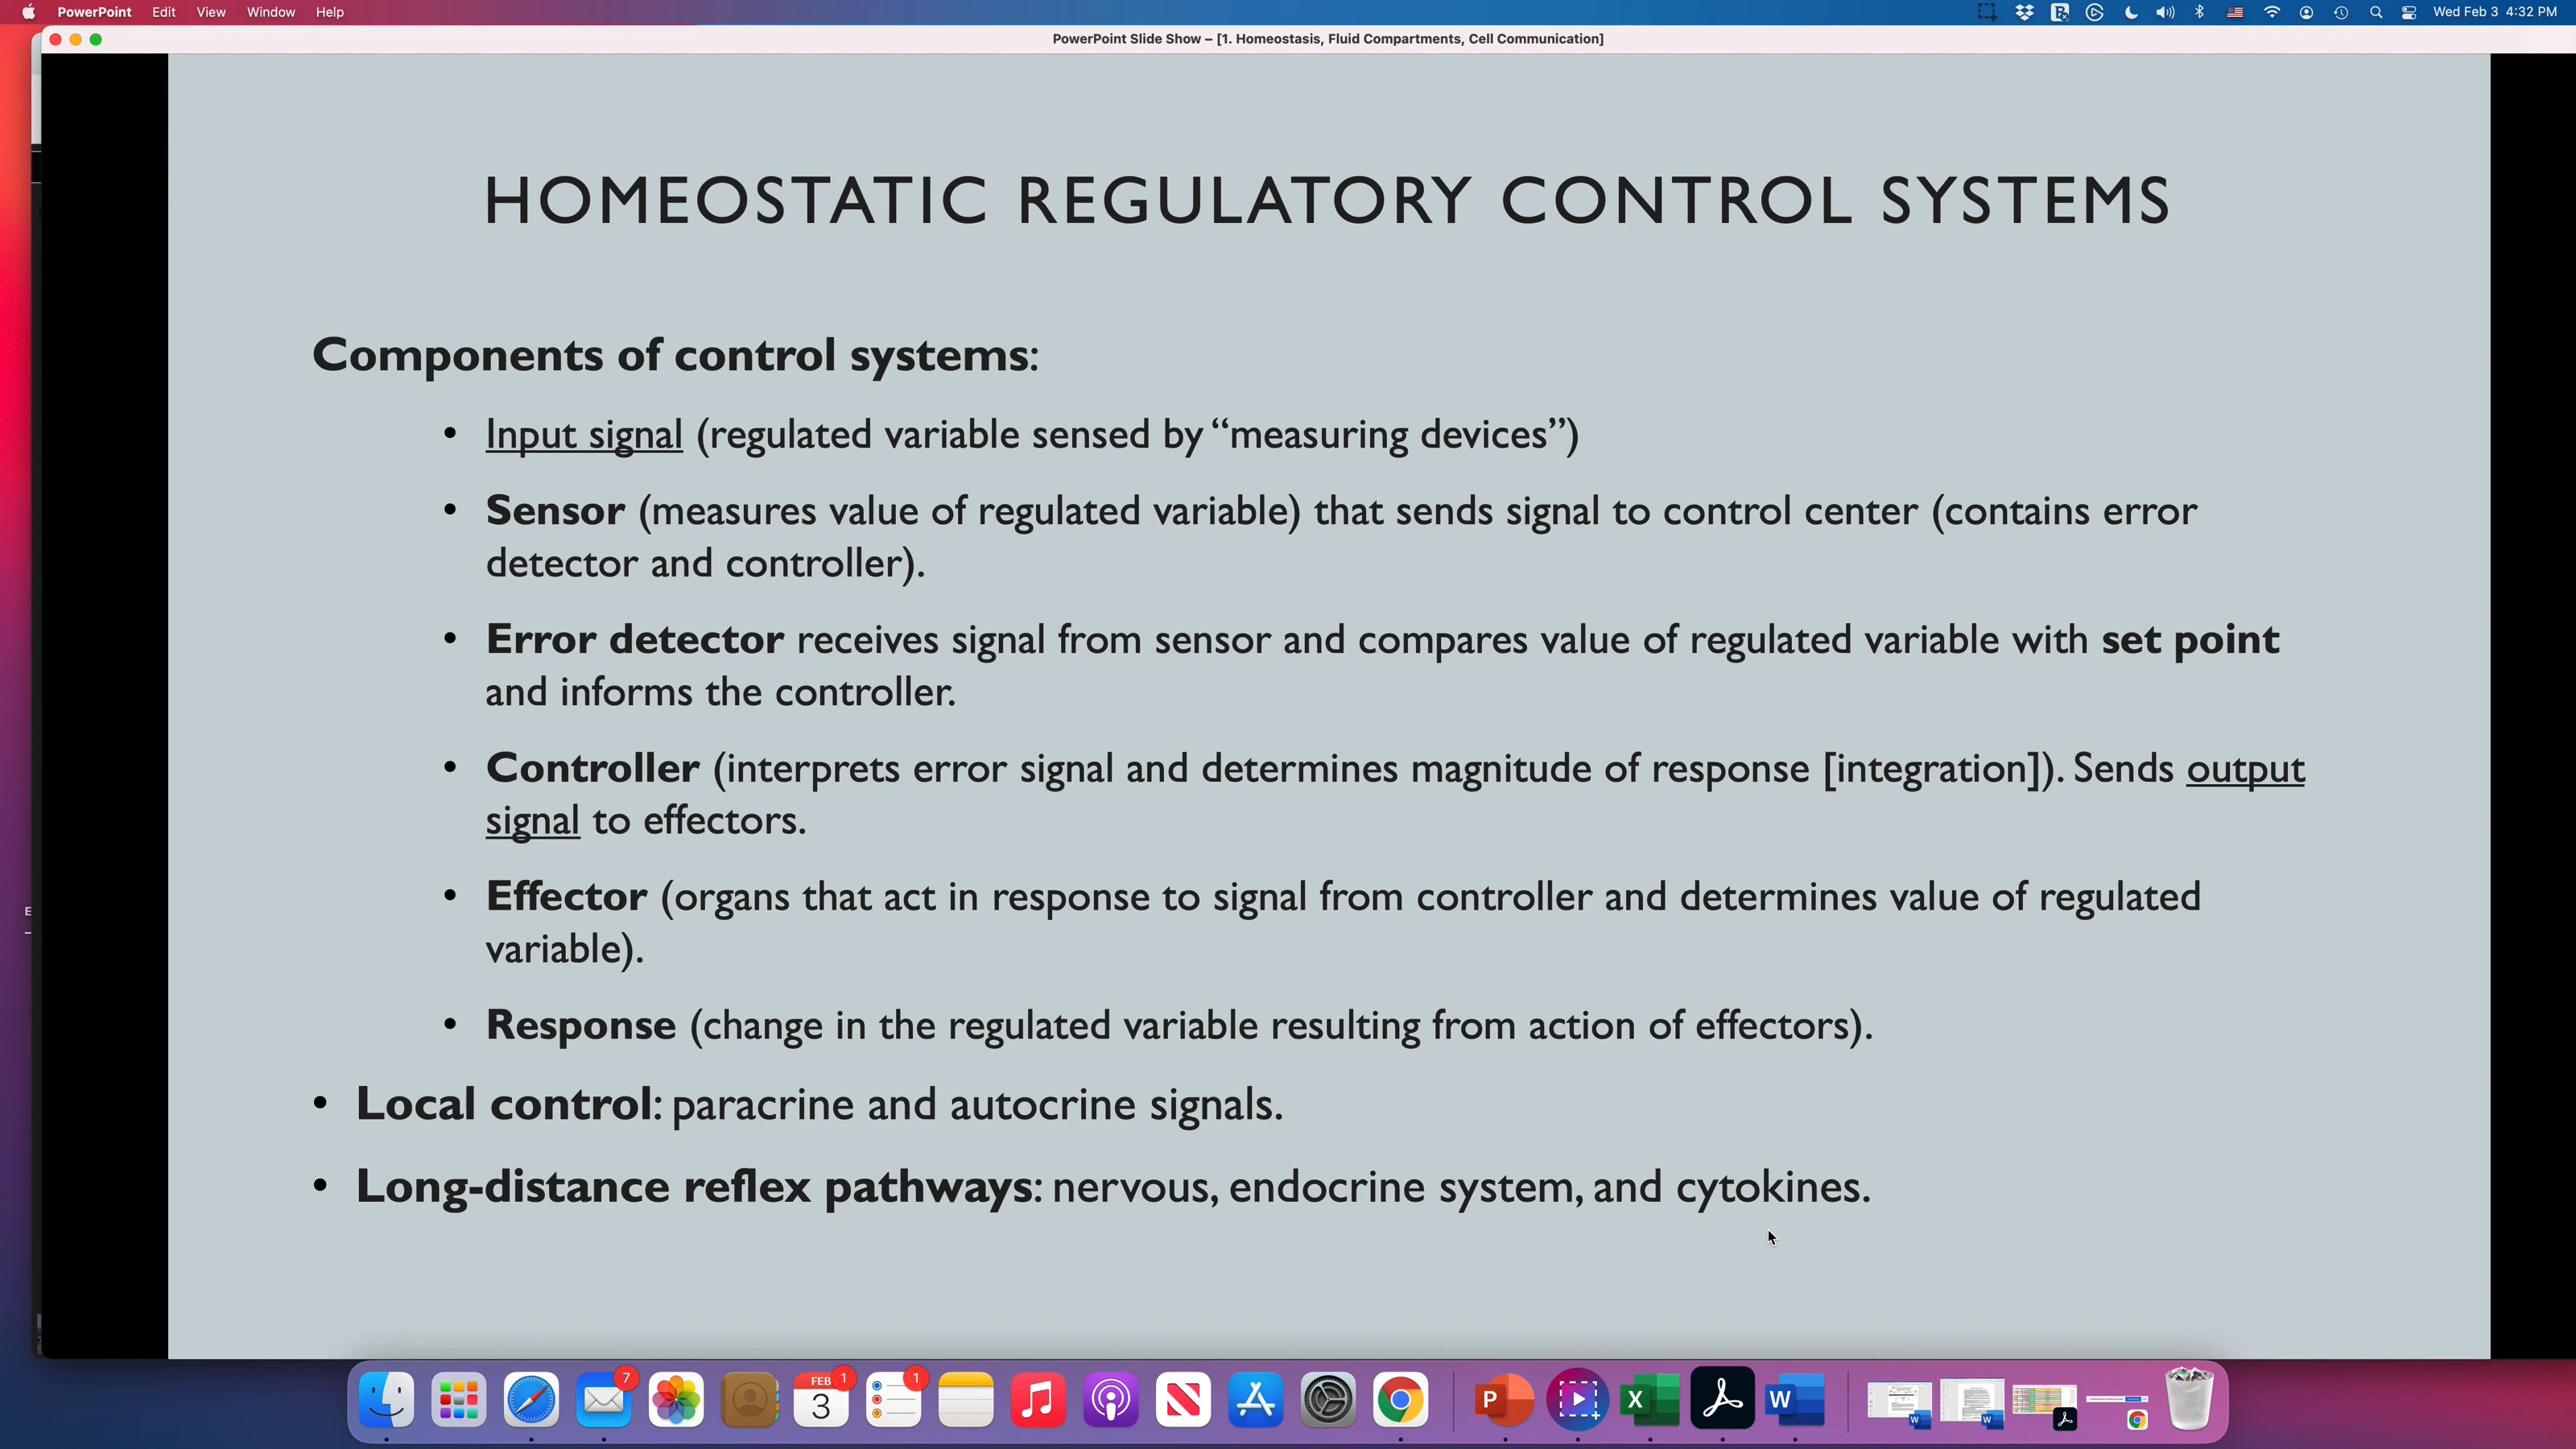 PowerPoint Edit View Window Help Wed Feb 3 4:32 PM
PowerPoint Slide Show – [1. Homeostasis, Fluid Compartments, Cell Communication]
HOMEOSTATIC REGULATORY CONTROL SYSTEMS
Components of control systems:
• Input signal (regulated variable sensed by “measuring devices”)
• Sensor (measures value of regulated variable) that sends signal to control center (contains error
detector and controller).
• Error detector receives signal from sensor and compares value of regulated variable with set point
and informs the controller.
• Controller (interprets error signal and determines magnitude of response [integration]). Sends output
signal to effectors.
• Effector (organs that act in response to signal from controller and determines value of regulated
variable).
• Response (change in the regulated variable resulting from action of effectors).
• Local control: paracrine and autocrine signals.
• Long-distance reflex pathways: nervous, endocrine system, and cytokines.
7
FEB
3
1
1
P
X
W
W
W